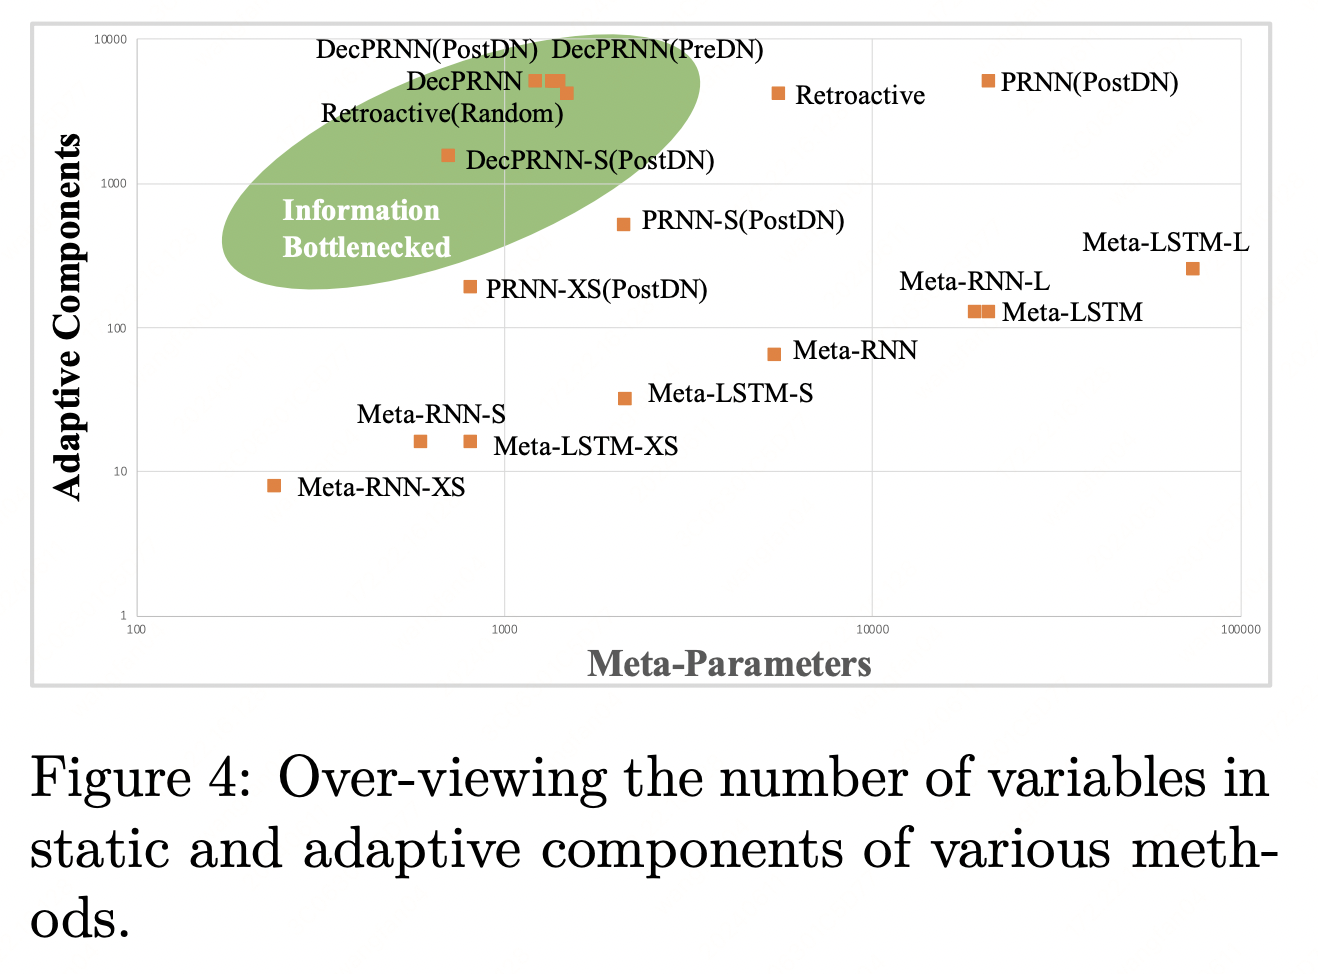 10000
DecPRNN(PostDN) DecPRNN(PreDN)
DecPRNN
PRNN(PostDN)
Retroactive
Retroactive(Random)
DecPRNN-S(PostDN)
1000
Information
Bottlenecked
PRNN-S(PostDN)
Meta-LSTM-L
Meta-RNN-L
PRNN-XS(PostDN)
Meta-LSTM
100
Meta-RNN
Meta-LSTM-S
Meta-RNN-S
Meta-LSTM-XS
10
Meta-RNN-XS
1
Adaptive Components
100 1000 10000 100000
Meta-Parameters
Figure 4: Over-viewing the number of variables in
static and adaptive components of various meth-
ods.